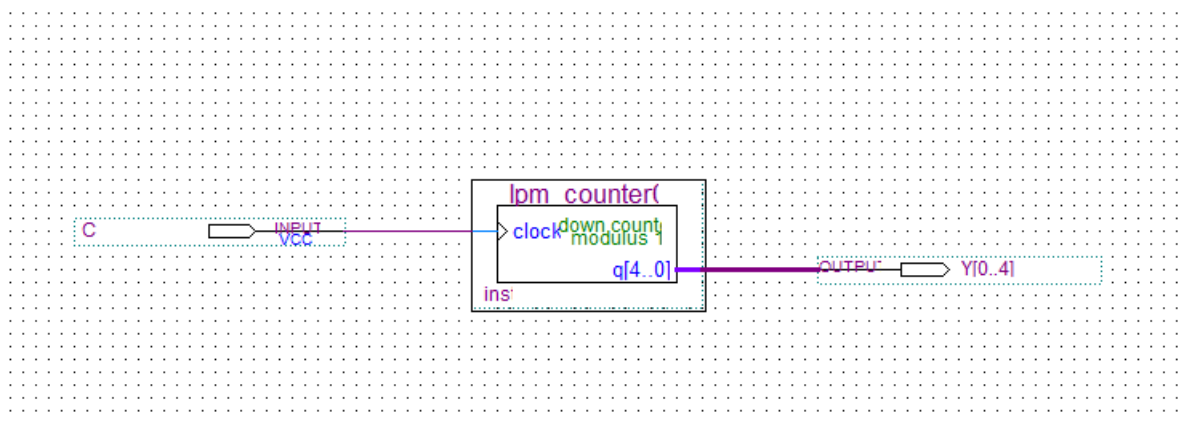 lpm_counter(
C
INPUT
VCC
clock
down count
modulus 1
q[4..0]
OUTPUT
Y[0..4]
inst